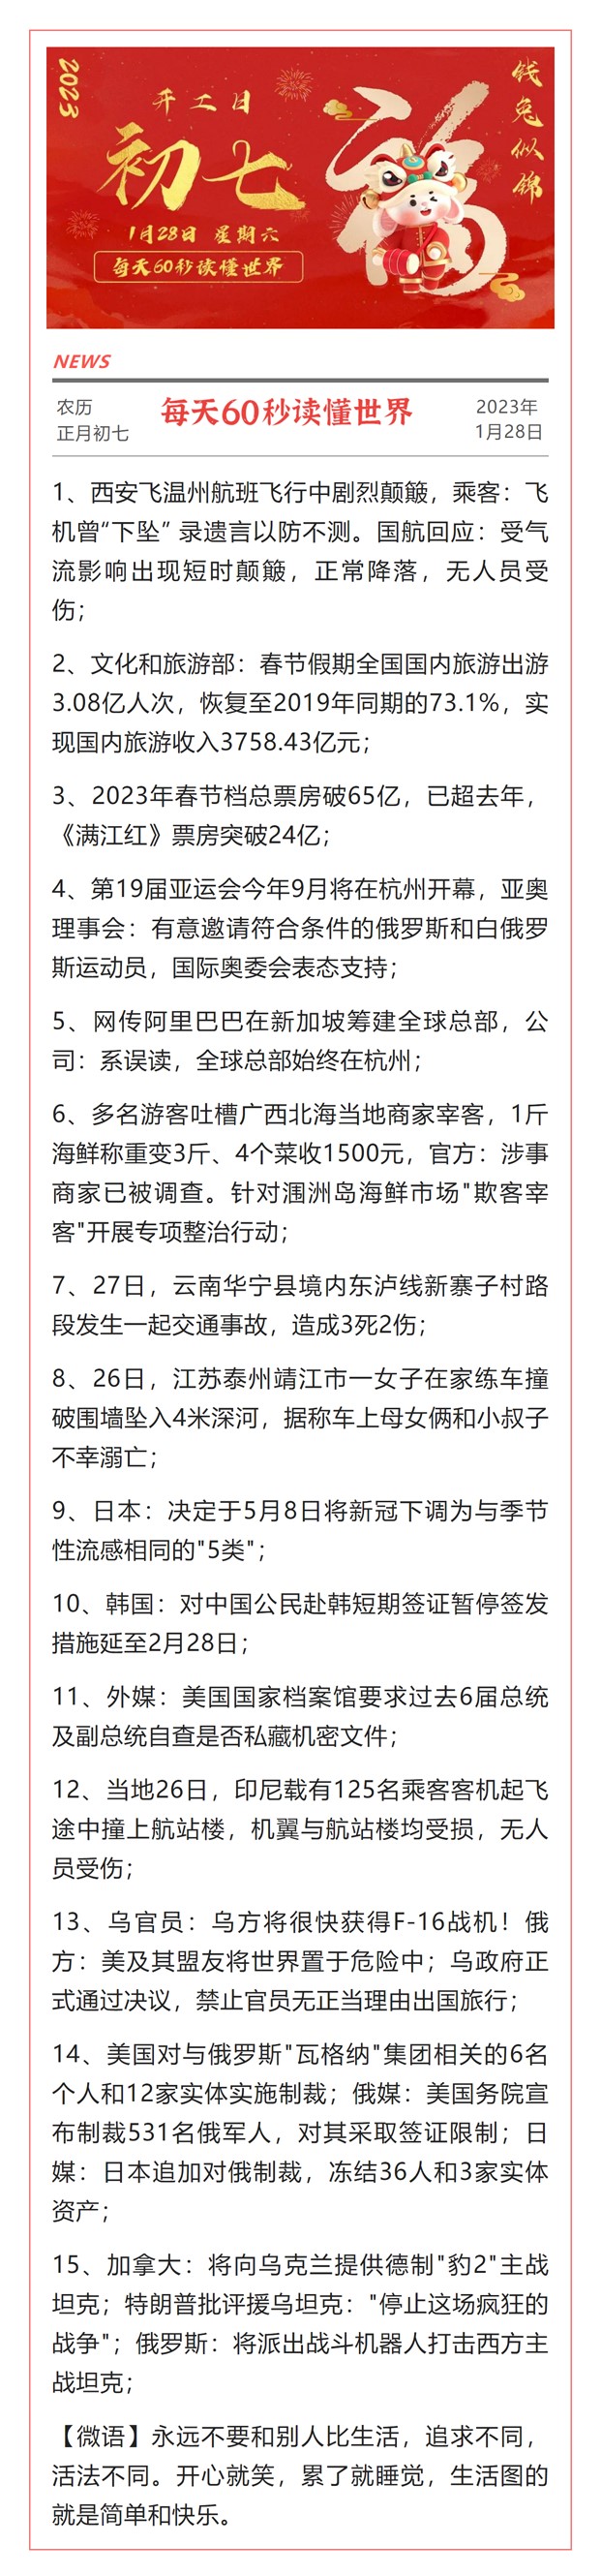 2023
钱兔似锦
开工日
初七
福
1月28日 星期六
每天60秒读懂世界
NEWS
农历
正月初七
每天60秒读懂世界
2023年
1月28日
1、西安飞温州航班飞行中剧烈颠簸，乘客：飞
机曾“下坠” 录遗言以防不测。国航回应：受气
流影响出现短时颠簸，正常降落，无人员受
伤；
2、文化和旅游部：春节假期全国国内旅游出游
3.08亿人次，恢复至2019年同期的73.1%，实
现国内旅游收入3758.43亿元；
3、2023年春节档总票房破65亿，已超去年，
《满江红》票房突破24亿；
4、第19届亚运会今年9月将在杭州开幕，亚奥
理事会：有意邀请符合条件的俄罗斯和白俄罗
斯运动员，国际奥委会表态支持；
5、网传阿里巴巴在新加坡筹建全球总部，公
司：系误读，全球总部始终在杭州；
6、多名游客吐槽广西北海当地商家宰客，1斤
海鲜称重变3斤、4个菜收1500元，官方：涉事
商家已被调查。针对涠洲岛海鲜市场"欺客宰
客"开展专项整治行动；
7、27日，云南华宁县境内东泸线新寨子村路
段发生一起交通事故，造成3死2伤；
8、26日，江苏泰州靖江市一女子在家练车撞
破围墙坠入4米深河，据称车上母女俩和小叔子
不幸溺亡；
9、日本：决定于5月8日将新冠下调为与季节
性流感相同的"5类"；
10、韩国：对中国公民赴韩短期签证暂停签发
措施延至2月28日；
11、外媒：美国国家档案馆要求过去6届总统
及副总统自查是否私藏机密文件；
12、当地26日，印尼载有125名乘客客机起飞
途中撞上航站楼，机翼与航站楼均受损，无人
员受伤；
13、乌官员：乌方将很快获得F-16战机！俄
方：美及其盟友将世界置于危险中；乌政府正
式通过决议，禁止官员无正当理由出国旅行；
14、美国对与俄罗斯"瓦格纳"集团相关的6名
个人和12家实体实施制裁；俄媒：美国务院宣
布制裁531名俄军人，对其采取签证限制；日
媒：日本追加对俄制裁，冻结36人和3家实体
资产；
15、加拿大：将向乌克兰提供德制"豹2"主战
坦克；特朗普批评援乌坦克："停止这场疯狂的
战争"；俄罗斯：将派出战斗机器人打击西方主
战坦克；
【微语】永远不要和别人比生活，追求不同，
活法不同。开心就笑，累了就睡觉，生活图的
就是简单和快乐。